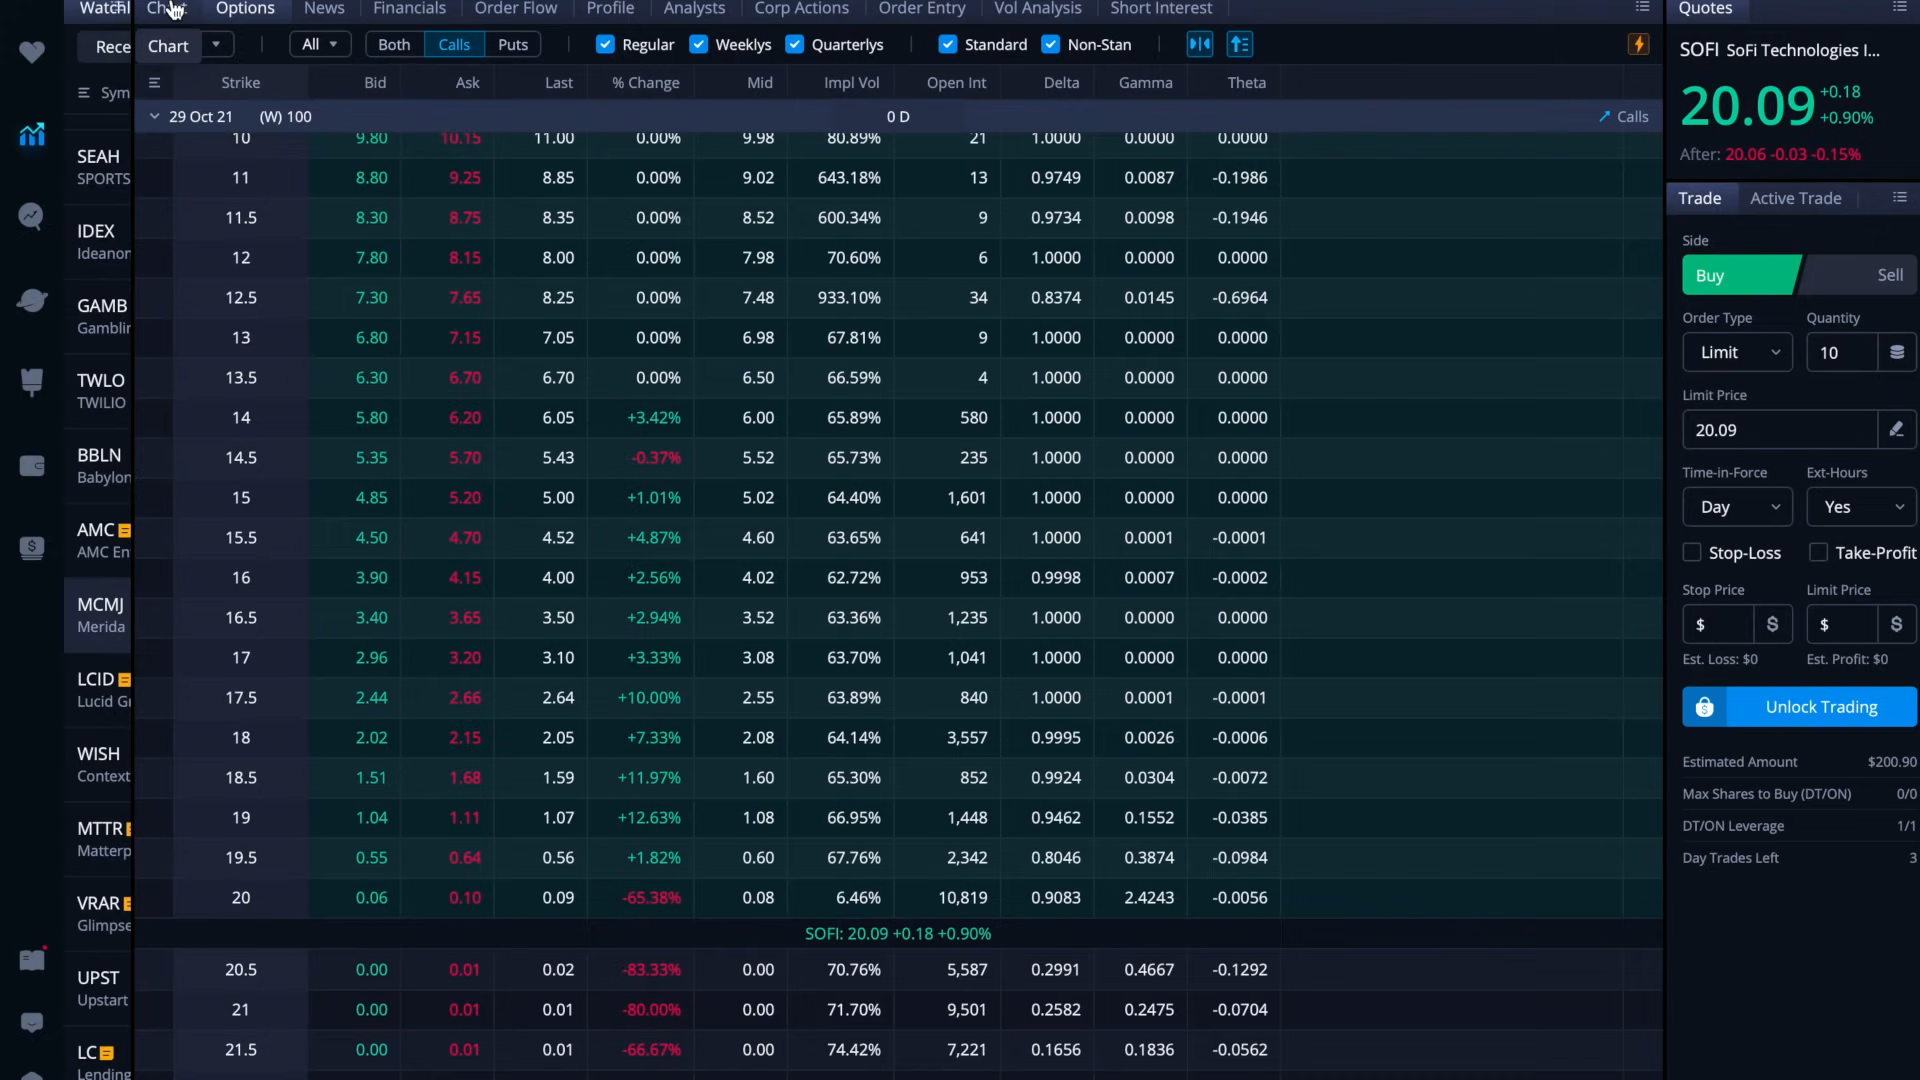 Watchl Chart Options News Financials Order Flow Profile Analysts Corp Actions Order Entry Vol Analysis Short Interest Quotes
Rece Chart All Both Calls Puts Regular Weeklys Quarterlys Standard Non-Stan
SOFI SoFi Technologies I...
20.09 +0.18
+0.90%
After: 20.06 -0.03 -0.15%
Sym
Strike Bid Ask Last % Change Mid Impl Vol Open Int Delta Gamma Theta
29 Oct 21 (W) 100 0 D Calls
10 9.80 10.15 11.00 0.00% 9.98 80.89% 21 1.0000 0.0000 0.0000
11 8.80 9.25 8.85 0.00% 9.02 643.18% 13 0.9749 0.0087 -0.1986
11.5 8.30 8.75 8.35 0.00% 8.52 600.34% 9 0.9734 0.0098 -0.1946
12 7.80 8.15 8.00 0.00% 7.98 70.60% 6 1.0000 0.0000 0.0000
12.5 7.30 7.65 8.25 0.00% 7.48 933.10% 34 0.8374 0.0145 -0.6964
13 6.80 7.15 7.05 0.00% 6.98 67.81% 9 1.0000 0.0000 0.0000
13.5 6.30 6.70 6.70 0.00% 6.50 66.59% 4 1.0000 0.0000 0.0000
14 5.80 6.20 6.05 +3.42% 6.00 65.89% 580 1.0000 0.0000 0.0000
14.5 5.35 5.70 5.43 -0.37% 5.52 65.73% 235 1.0000 0.0000 0.0000
15 4.85 5.20 5.00 +1.01% 5.02 64.40% 1,601 1.0000 0.0000 0.0000
15.5 4.50 4.70 4.52 +4.87% 4.60 63.65% 641 1.0000 0.0001 -0.0001
16 3.90 4.15 4.00 +2.56% 4.02 62.72% 953 0.9998 0.0007 -0.0002
16.5 3.40 3.65 3.50 +2.94% 3.52 63.36% 1,235 1.0000 0.0000 0.0000
17 2.96 3.20 3.10 +3.33% 3.08 63.70% 1,041 1.0000 0.0000 0.0000
17.5 2.44 2.66 2.64 +10.00% 2.55 63.89% 840 1.0000 0.0001 -0.0001
18 2.02 2.15 2.05 +7.33% 2.08 64.14% 3,557 0.9995 0.0026 -0.0006
18.5 1.51 1.68 1.59 +11.97% 1.60 65.30% 852 0.9924 0.0304 -0.0072
19 1.04 1.11 1.07 +12.63% 1.08 66.95% 1,448 0.9462 0.1552 -0.0385
19.5 0.55 0.64 0.56 +1.82% 0.60 67.76% 2,342 0.8046 0.3874 -0.0984
20 0.06 0.10 0.09 -65.38% 0.08 6.46% 10,819 0.9083 2.4243 -0.0056
SOFI: 20.09 +0.18 +0.90%
20.5 0.00 0.01 0.02 -83.33% 0.00 70.76% 5,587 0.2991 0.4667 -0.1292
21 0.00 0.01 0.01 -80.00% 0.00 71.70% 9,501 0.2582 0.2475 -0.0704
21.5 0.00 0.01 0.01 -66.67% 0.00 74.42% 7,221 0.1656 0.1836 -0.0562
SEAH
SPORTS
IDEX
Ideanon
GAMB
Gamblin
TWLO
TWILIO
BBLN
Babylon
AMC
AMC En
MCMJ
Merida
LCID
Lucid Gr
WISH
Context
MTTR
Matterp
VRAR
Glimpse
UPST
Upstart
LC
Lending
Trade Active Trade
Side
Buy Sell
Order Type Quantity
Limit 10
Limit Price
20.09
Time-in-Force Ext-Hours
Day Yes
Stop-Loss Take-Profit
Stop Price Limit Price
$ $ $ $
Est. Loss: $0 Est. Profit: $0
Unlock Trading
Estimated Amount $200.90
Max Shares to Buy (DT/ON) 0/0
DT/ON Leverage 1/1
Day Trades Left 3